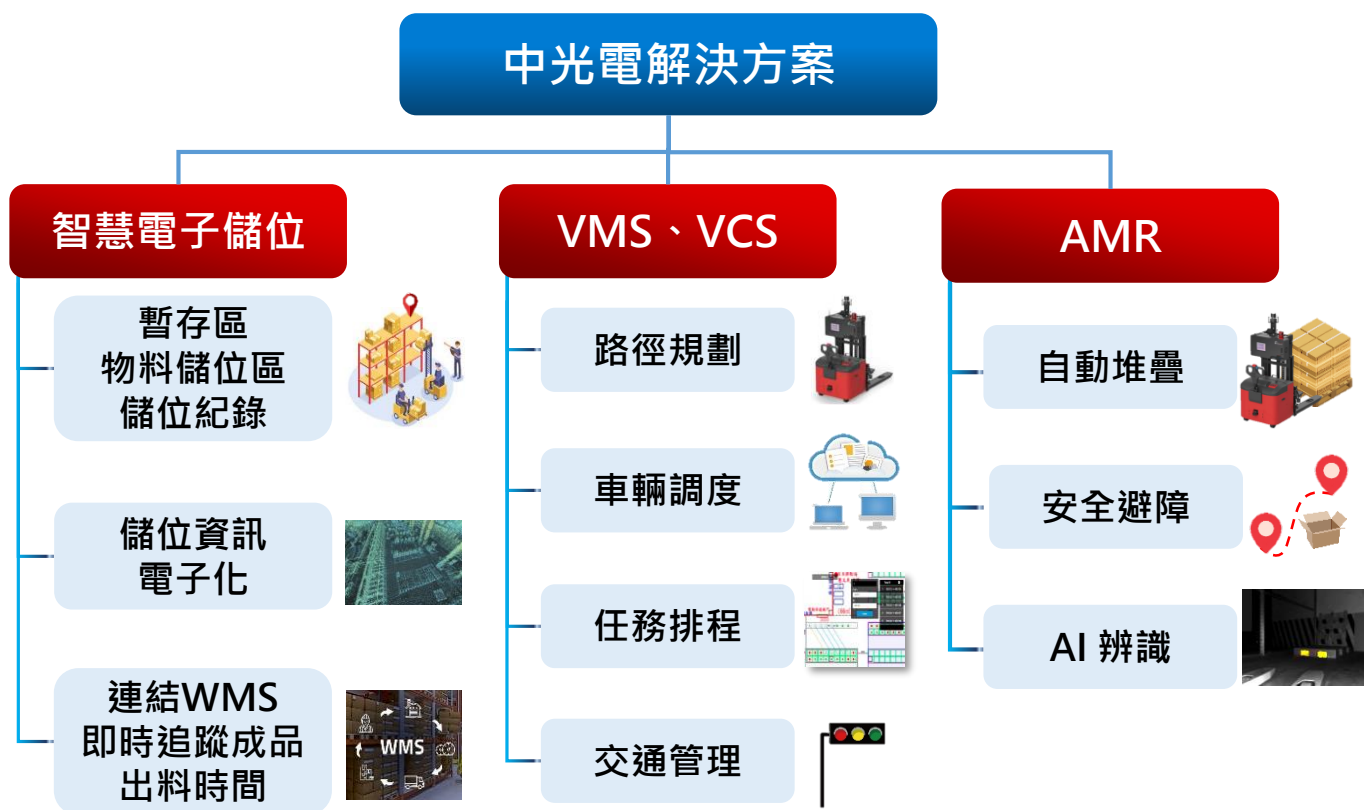 中光電解決方案
智慧電子儲位
暫存區
物料儲位區
儲位紀錄
儲位資訊
電子化
連結WMS
即時追蹤成品
出料時間
WMS
VMS、VCS
路徑規劃
車輛調度
任務排程
交通管理
AMR
自動堆疊
安全避障
AI 辨識